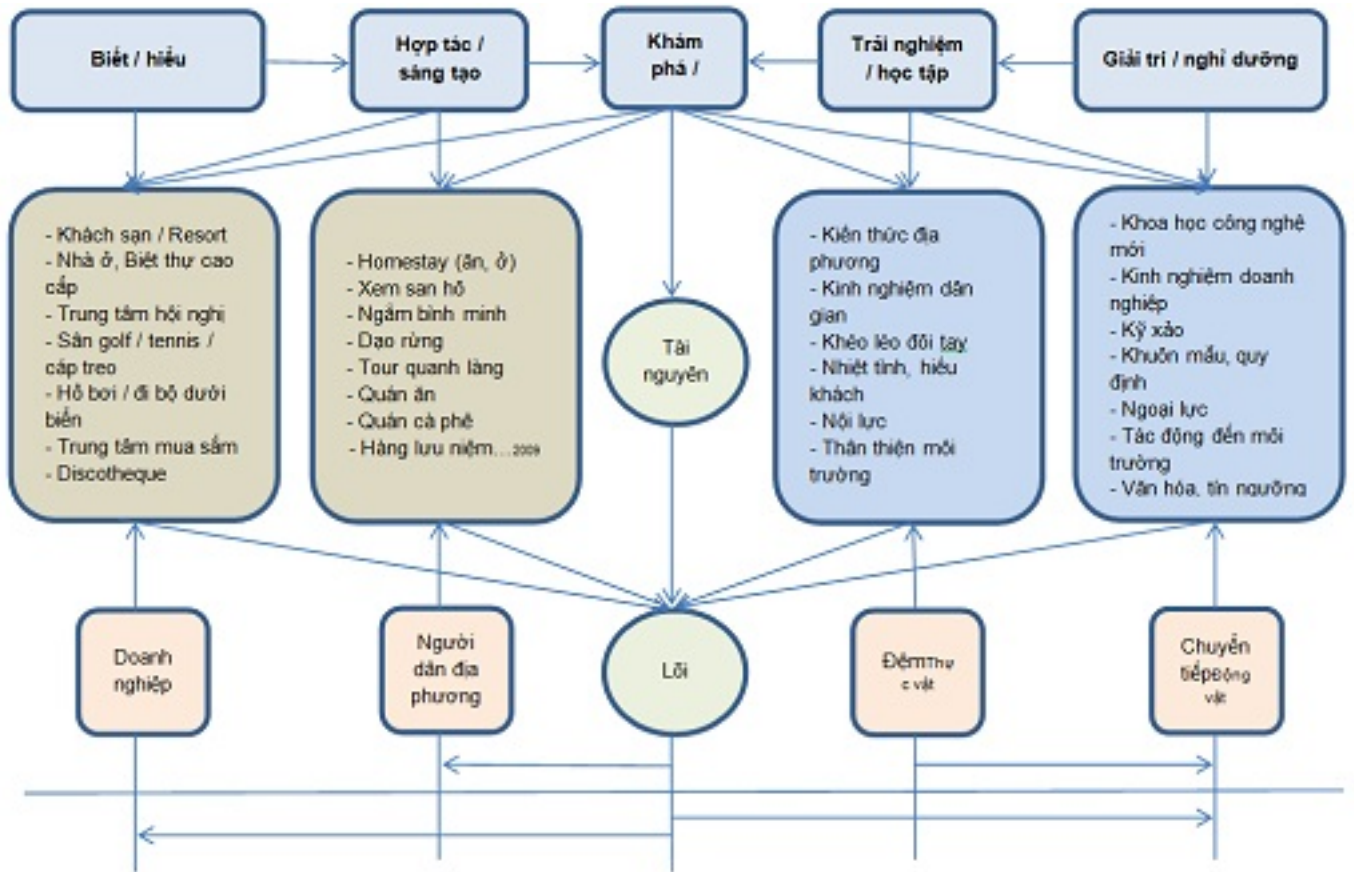 Biết / hiểu
Hợp tác /
sáng tạo
Khám
phá /
Trải nghiệm
/ học tập
Giải trí / nghỉ dưỡng
- Khách sạn / Resort
- Nhà ở, Biệt thự cao
cấp
- Trung tâm hội nghị
- Sân golf / tennis /
cáp treo
- Hồ bơi / đi bộ dưới
biển
- Trung tâm mua sắm
- Discotheque
- Homestay (ăn, ở)
- Xem san hô
- Ngắm bình minh
- Dạo rừng
- Tour quanh làng
- Quán ăn
- Quán cà phê
- Hàng lưu niệm...2009
Tài
nguyên
- Kiến thức địa
phương
- Kinh nghiệm dân
gian
- Khéo léo đôi tay
- Nhiệt tình, hiếu
khách
- Nội lực
- Thân thiện môi
trường
- Khoa học công nghệ
mới
- Kinh nghiệm doanh
nghiệp
- Kỹ xảo
- Khuôn mẫu, quy
định
- Ngoại lực
- Tác động đến môi
trường
- Văn hóa, tín ngưỡng
Doanh
nghiệp
Người
dân địa
phương
Lõi
ĐệmThự
c vật
Chuyển
tiếpĐộng
vật